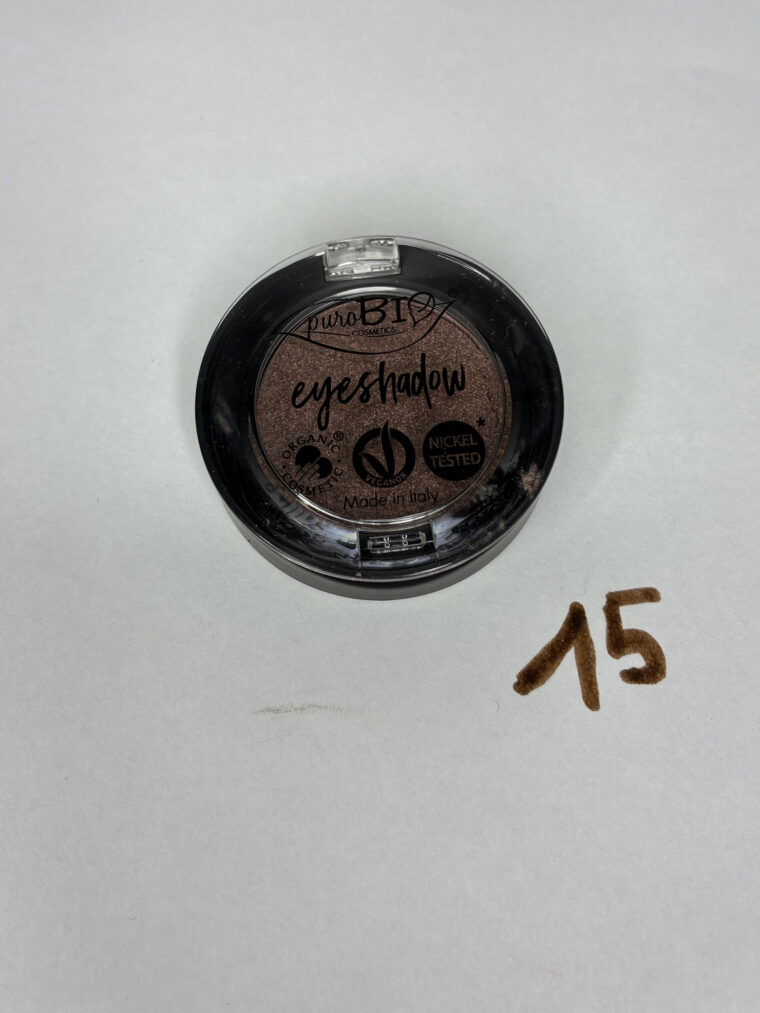 puroBIO
COSMETICS
eyeshadow
ORGANIC ®
COSMETIC
VEGANOK
NICKEL
TESTED
*
Made in Italy
15